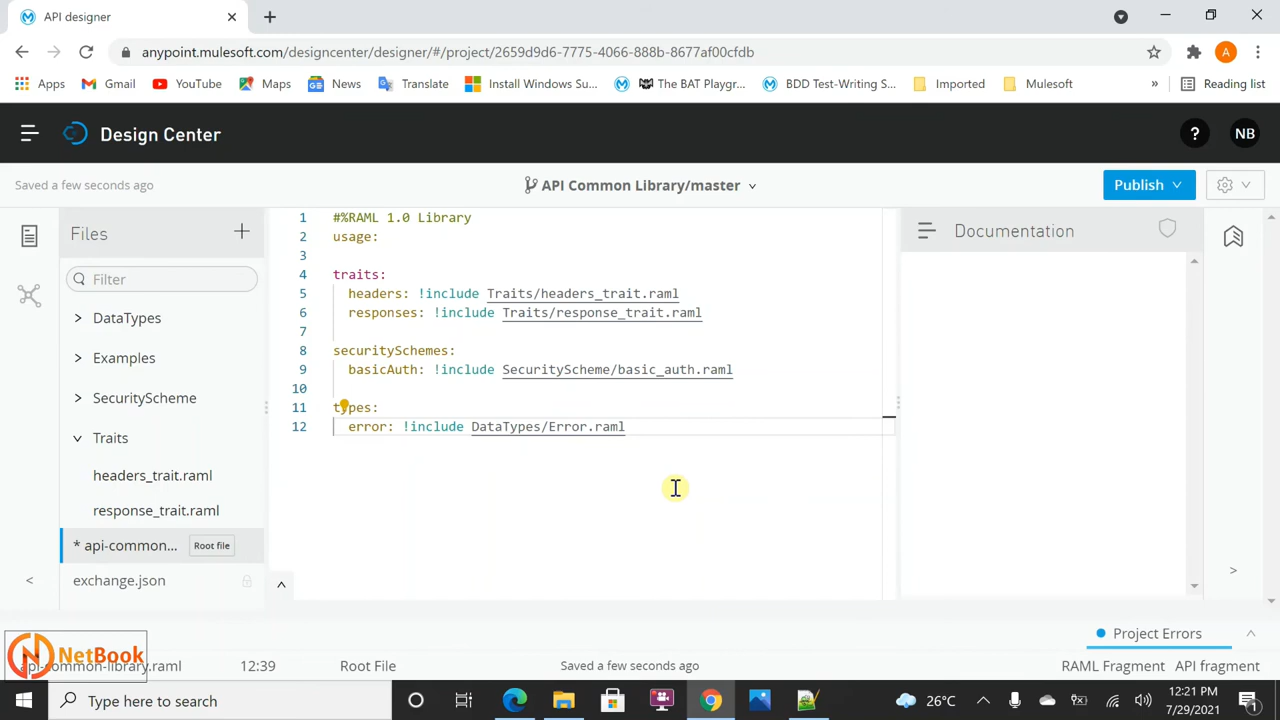 API designer
anypoint.mulesoft.com/designcenter/designer/#/project/2659d9d6-7775-4066-888b-8677af00cfdb
A
Apps Gmail YouTube Maps News Translate Install Windows Su... The BAT Playgr... BDD Test-Writing S... Imported Mulesoft » Reading list
Design Center ? NB
Saved a few seconds ago API Common Library/master Publish
Files +
Filter
DataTypes
Examples
SecurityScheme
Traits
headers_trait.raml
response_trait.raml
* api-common... Root file
exchange.json
1 #%RAML 1.0 Library
2 usage:
3
4 traits:
5 headers: !include Traits/headers_trait.raml
6 responses: !include Traits/response_trait.raml
7
8 securitySchemes:
9 basicAuth: !include SecurityScheme/basic_auth.raml
10
11 types:
12 error: !include DataTypes/Error.raml
Documentation
Project Errors
NetBook
api-common-library.raml 12:39 Root File Saved a few seconds ago RAML Fragment API fragment
Type here to search
26°C
12:21 PM
7/29/2021
1